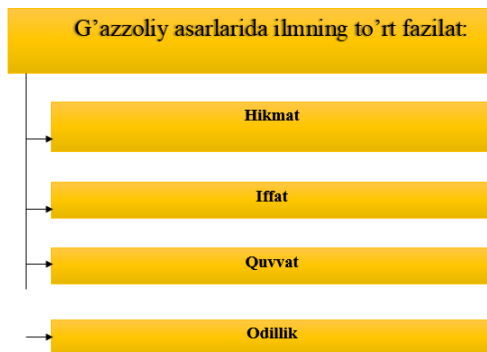 G’azzoliy asarlarida ilmning to’rt fazilat:
Hikmat
Iffat
Quvvat
Odillik